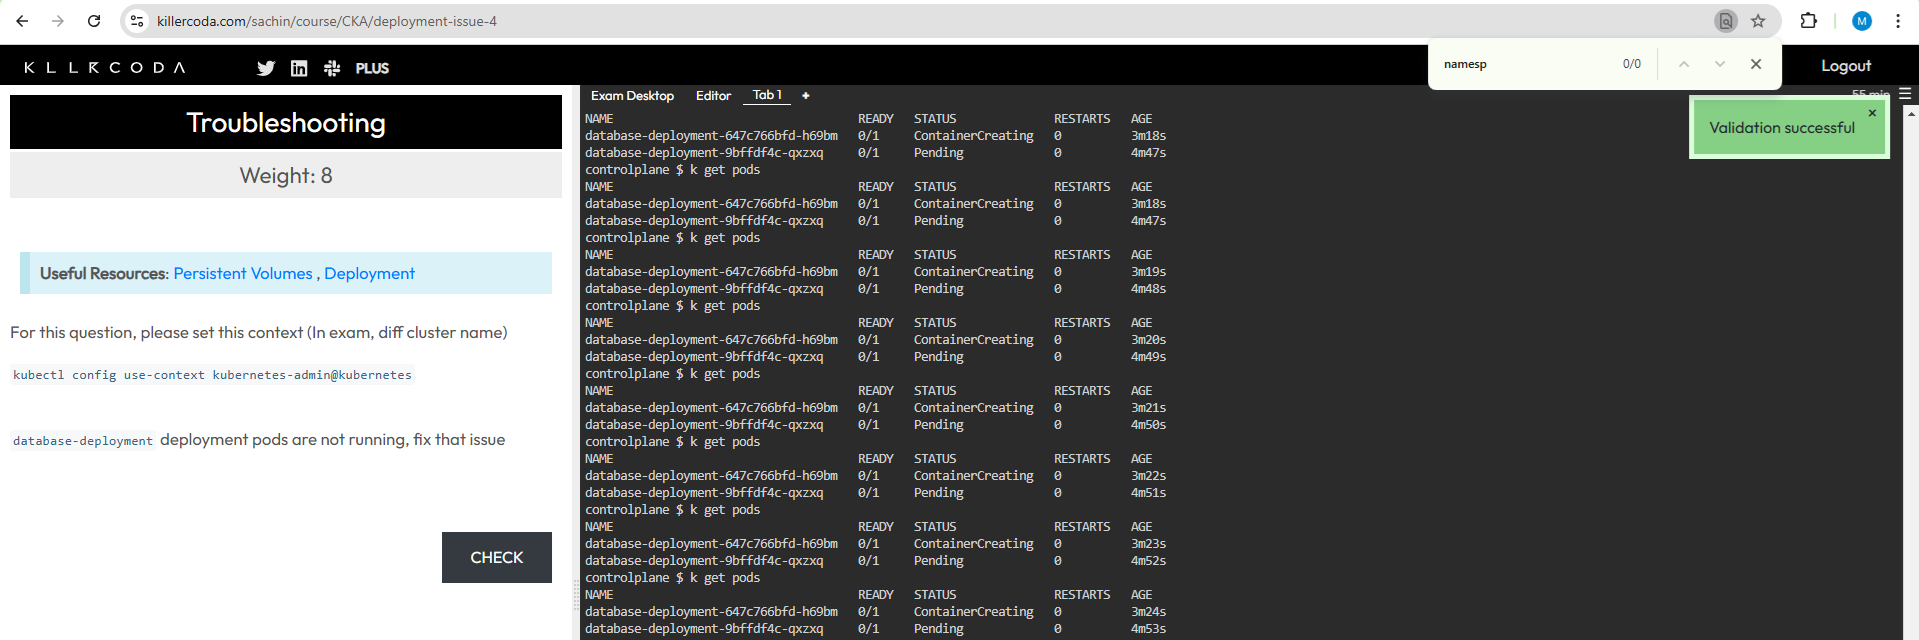 killercoda.com/sachin/course/CKA/deployment-issue-4
M
namesp 0/0
KLLRCODA
PLUS
Logout
Troubleshooting
Weight: 8
Useful Resources: Persistent Volumes , Deployment
For this question, please set this context (In exam, diff cluster name)
kubectl config use-context kubernetes-admin@kubernetes
database-deployment deployment pods are not running, fix that issue
CHECK
Exam Desktop Editor Tab 1 +
55 min
Validation successful ×
NAME READY STATUS RESTARTS AGE
database-deployment-647c766bfd-h69bm 0/1 ContainerCreating 0 3m18s
database-deployment-9bffdf4c-qxzxq 0/1 Pending 0 4m47s
controlplane $ k get pods
NAME READY STATUS RESTARTS AGE
database-deployment-647c766bfd-h69bm 0/1 ContainerCreating 0 3m18s
database-deployment-9bffdf4c-qxzxq 0/1 Pending 0 4m47s
controlplane $ k get pods
NAME READY STATUS RESTARTS AGE
database-deployment-647c766bfd-h69bm 0/1 ContainerCreating 0 3m19s
database-deployment-9bffdf4c-qxzxq 0/1 Pending 0 4m48s
controlplane $ k get pods
NAME READY STATUS RESTARTS AGE
database-deployment-647c766bfd-h69bm 0/1 ContainerCreating 0 3m20s
database-deployment-9bffdf4c-qxzxq 0/1 Pending 0 4m49s
controlplane $ k get pods
NAME READY STATUS RESTARTS AGE
database-deployment-647c766bfd-h69bm 0/1 ContainerCreating 0 3m21s
database-deployment-9bffdf4c-qxzxq 0/1 Pending 0 4m50s
controlplane $ k get pods
NAME READY STATUS RESTARTS AGE
database-deployment-647c766bfd-h69bm 0/1 ContainerCreating 0 3m22s
database-deployment-9bffdf4c-qxzxq 0/1 Pending 0 4m51s
controlplane $ k get pods
NAME READY STATUS RESTARTS AGE
database-deployment-647c766bfd-h69bm 0/1 ContainerCreating 0 3m23s
database-deployment-9bffdf4c-qxzxq 0/1 Pending 0 4m52s
controlplane $ k get pods
NAME READY STATUS RESTARTS AGE
database-deployment-647c766bfd-h69bm 0/1 ContainerCreating 0 3m24s
database-deployment-9bffdf4c-qxzxq 0/1 Pending 0 4m53s